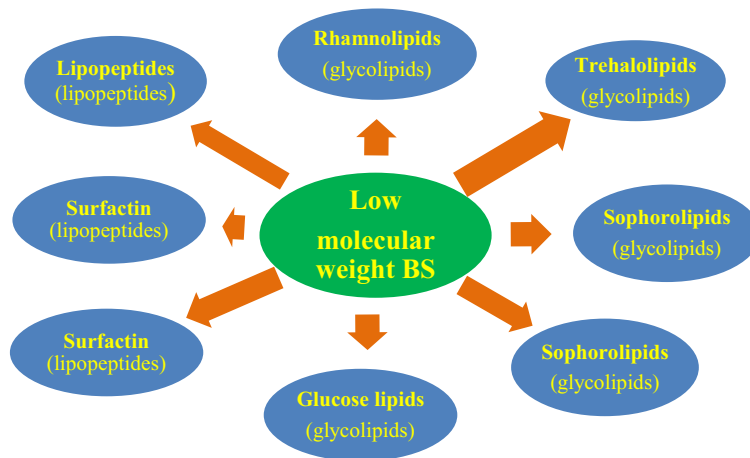 Rhamnolipids
(glycolipids)
Lipopeptides
(lipopeptides)
Trehalolipids
(glycolipids)
Low
molecular
weight BS
Surfactin
(lipopeptides)
Sophorolipids
(glycolipids)
Surfactin
(lipopeptides)
Sophorolipids
(glycolipids)
Glucose lipids
(glycolipids)